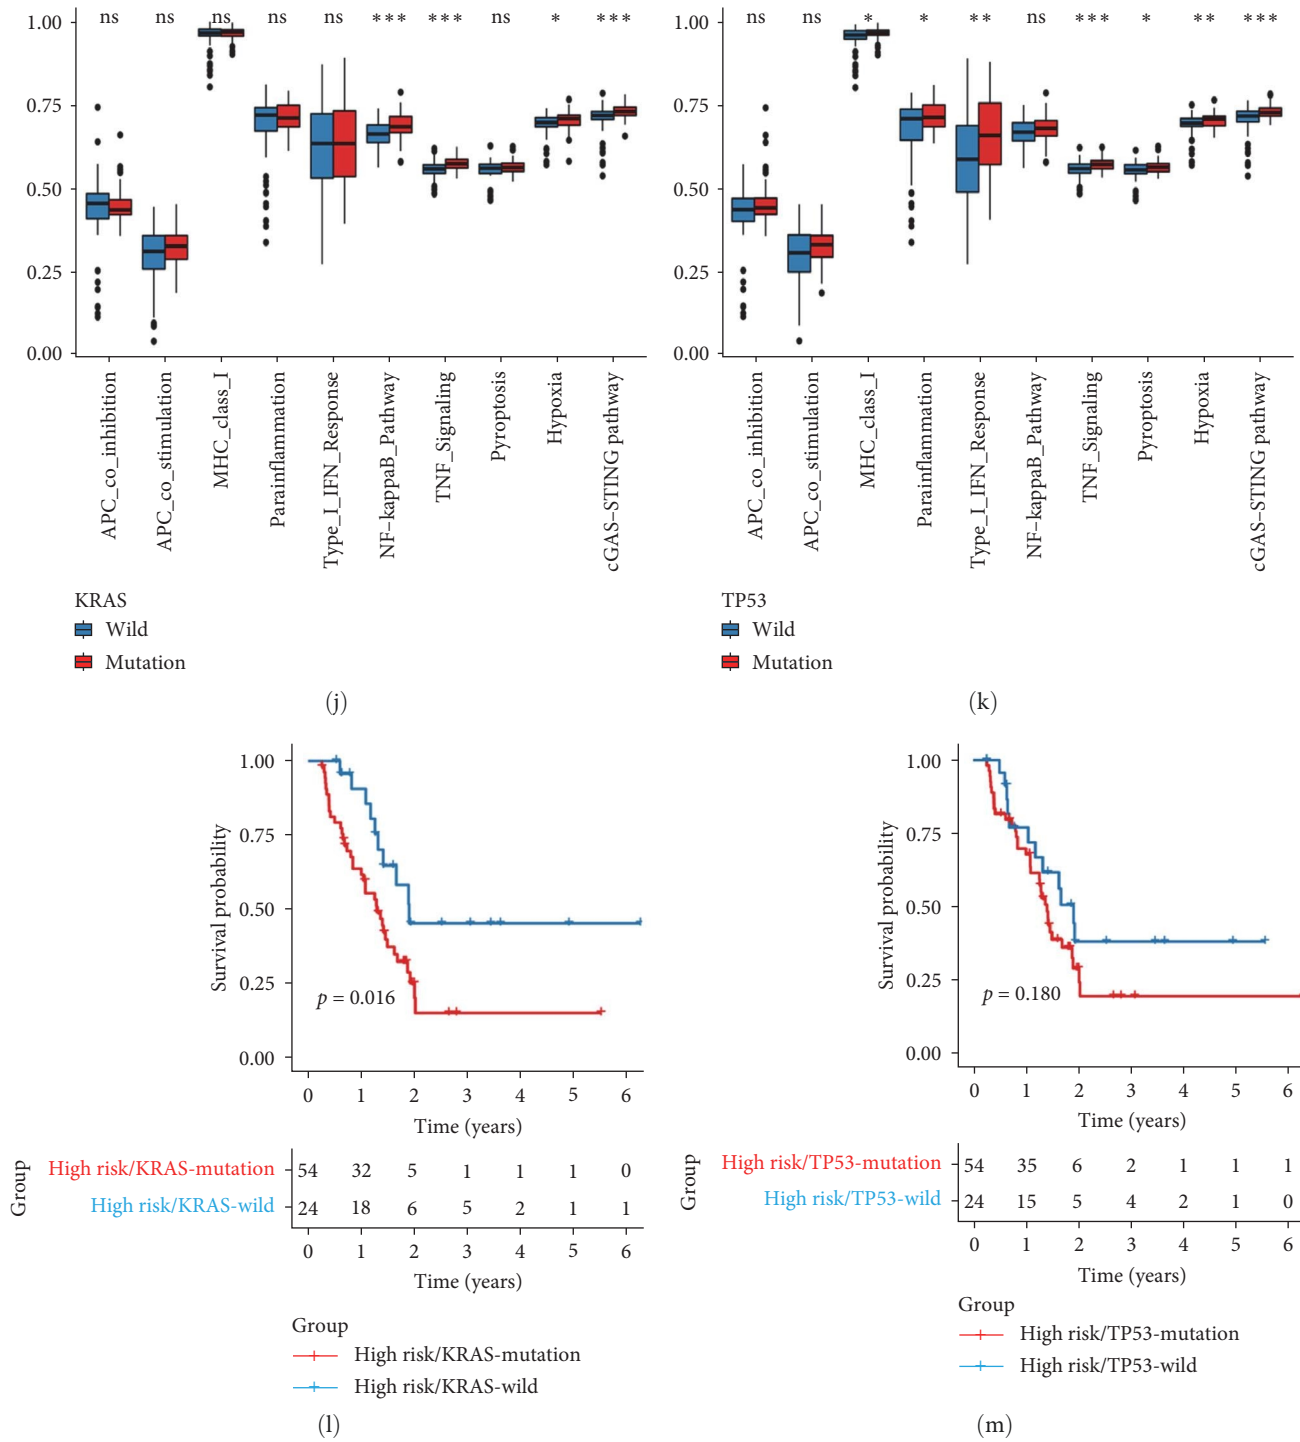 1.00
0.75
0.50
0.25
0.00
ns ns ns ns ns *** *** ns * ***
APC_co_inhibition
APC_co_stimulation
MHC_class_I
Parainflammation
Type_I_IFN_Response
NF-kappaB_Pathway
TNF_Signaling
Pyroptosis
Hypoxia
cGAS-STING pathway
KRAS
Wild
Mutation
(j)
1.00
0.75
0.50
0.25
0.00
ns ns * * ** ns *** * ** ***
APC_co_inhibition
APC_co_stimulation
MHC_class_I
Parainflammation
Type_I_IFN_Response
NF-kappaB_Pathway
TNF_Signaling
Pyroptosis
Hypoxia
cGAS-STING pathway
TP53
Wild
Mutation
(k)
Survival probability
1.00
0.75
0.50
0.25
0.00
p = 0.016
0 1 2 3 4 5 6
Time (years)
Group
High risk/KRAS-mutation 54 32 5 1 1 1 0
High risk/KRAS-wild 24 18 6 5 2 1 1
0 1 2 3 4 5 6
Time (years)
Group
High risk/KRAS-mutation
High risk/KRAS-wild
(l)
Survival probability
1.00
0.75
0.50
0.25
0.00
p = 0.180
0 1 2 3 4 5 6
Time (years)
Group
High risk/TP53-mutation 54 35 6 2 1 1 1
High risk/TP53-wild 24 15 5 4 2 1 0
0 1 2 3 4 5 6
Time (years)
Group
High risk/TP53-mutation
High risk/TP53-wild
(m)